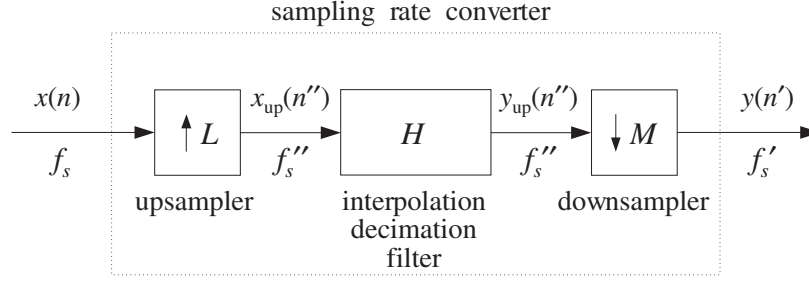 sampling rate converter
x(n) x_up(n″) y_up(n″) y(n′)
↑ L H ↓ M
f_s f_s″ f_s″ f_s′
upsampler interpolation downsampler
decimation
filter